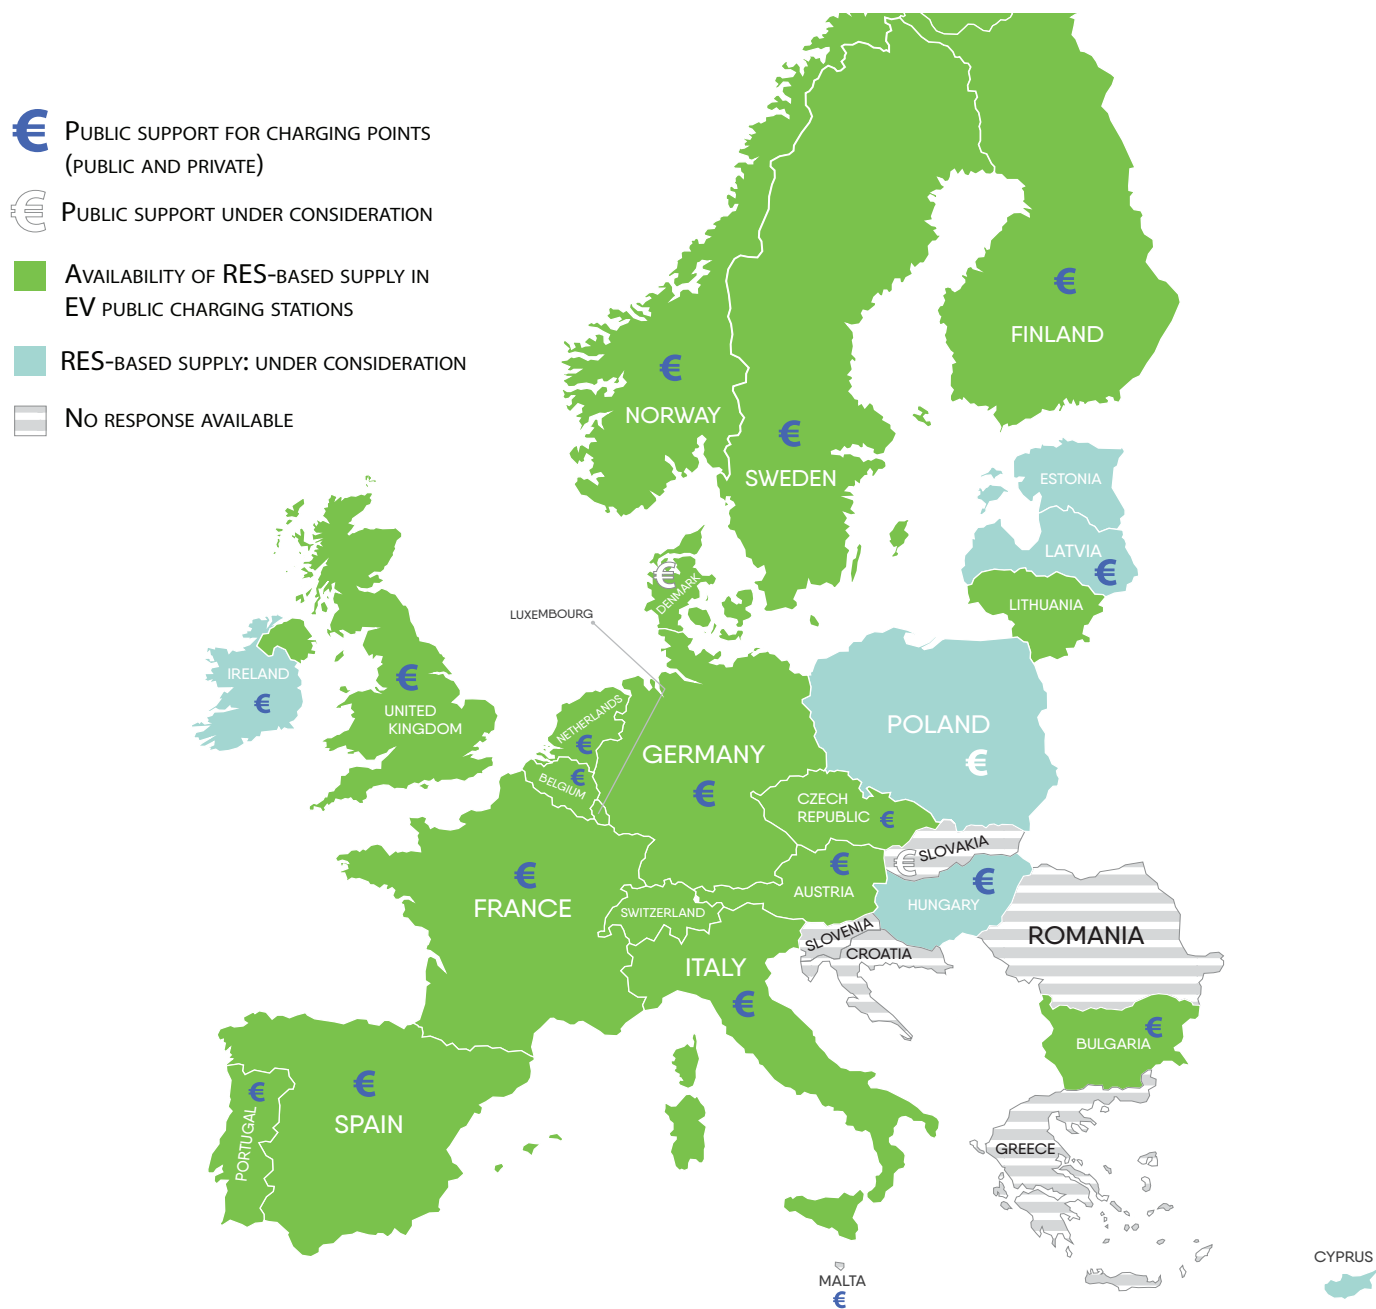 € Public support for charging points
(public and private)
€ Public support under consideration
Availability of RES-based supply in
EV public charging stations
RES-based supply: under consideration
No response available
€
FINLAND
€
NORWAY
€
SWEDEN
ESTONIA
LATVIA
€
LITHUANIA
€
DENMARK
LUXEMBOURG
IRELAND
€
€
UNITED
KINGDOM
NETHERLANDS
€
BELGIUM
€
GERMANY
€
POLAND
€
CZECH
REPUBLIC €
€ SLOVAKIA
€
AUSTRIA
€
HUNGARY
€
FRANCE
SWITZERLAND
SLOVENIA
CROATIA
ROMANIA
ITALY
€
€
BULGARIA
€
PORTUGAL
€
SPAIN
GREECE
MALTA
€
CYPRUS